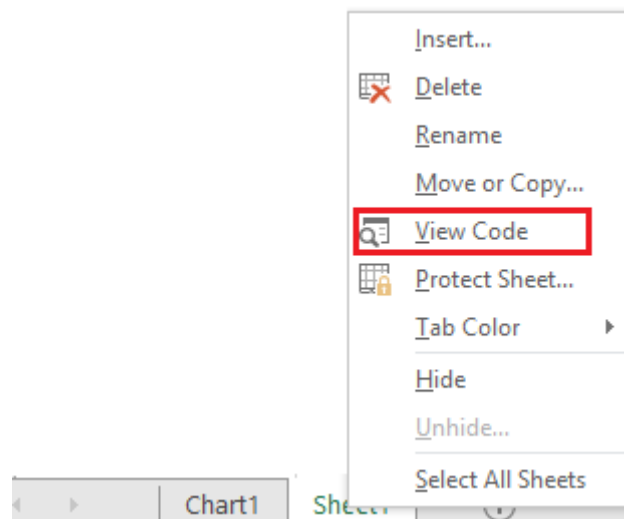 Insert...
Delete
Rename
Move or Copy...
View Code
Protect Sheet...
Tab Color
Hide
Unhide...
Select All Sheets
Chart1